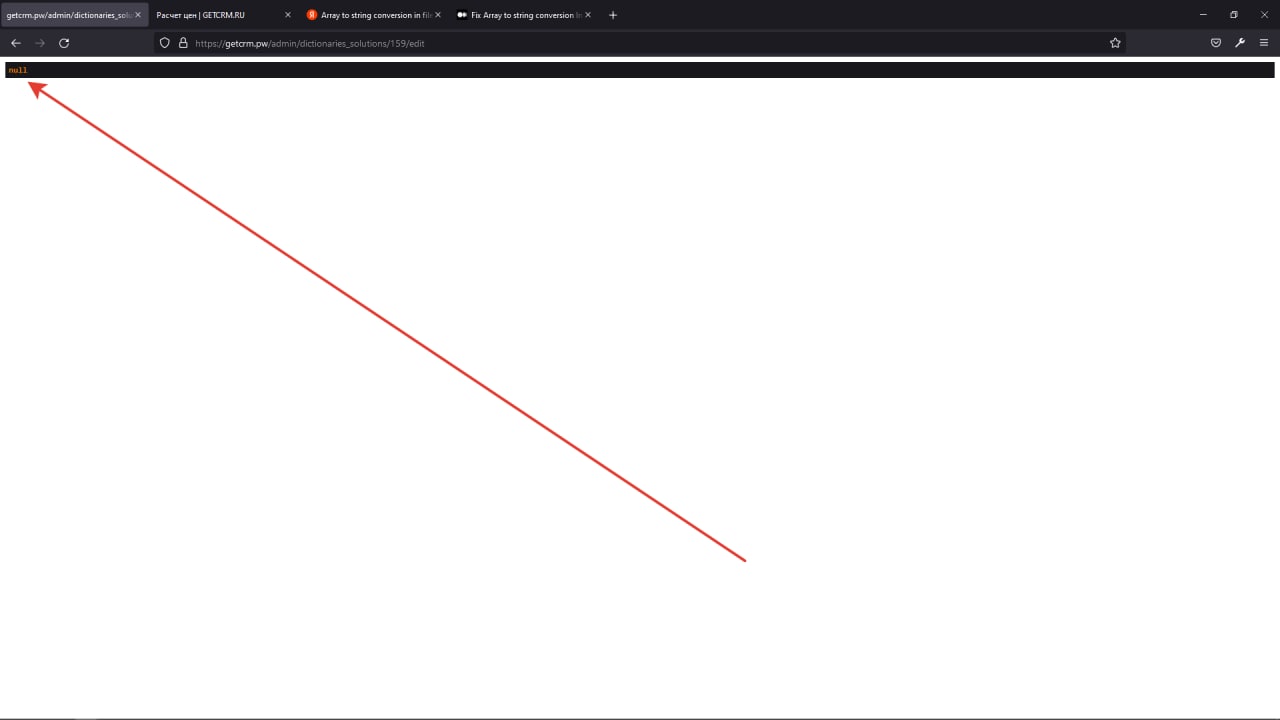 getcrm.pw/admin/dictionaries_solu
Расчет цен | GETCRM.RU
Array to string conversion in file
Fix Array to string conversion In
https://getcrm.pw/admin/dictionaries_solutions/159/edit
null